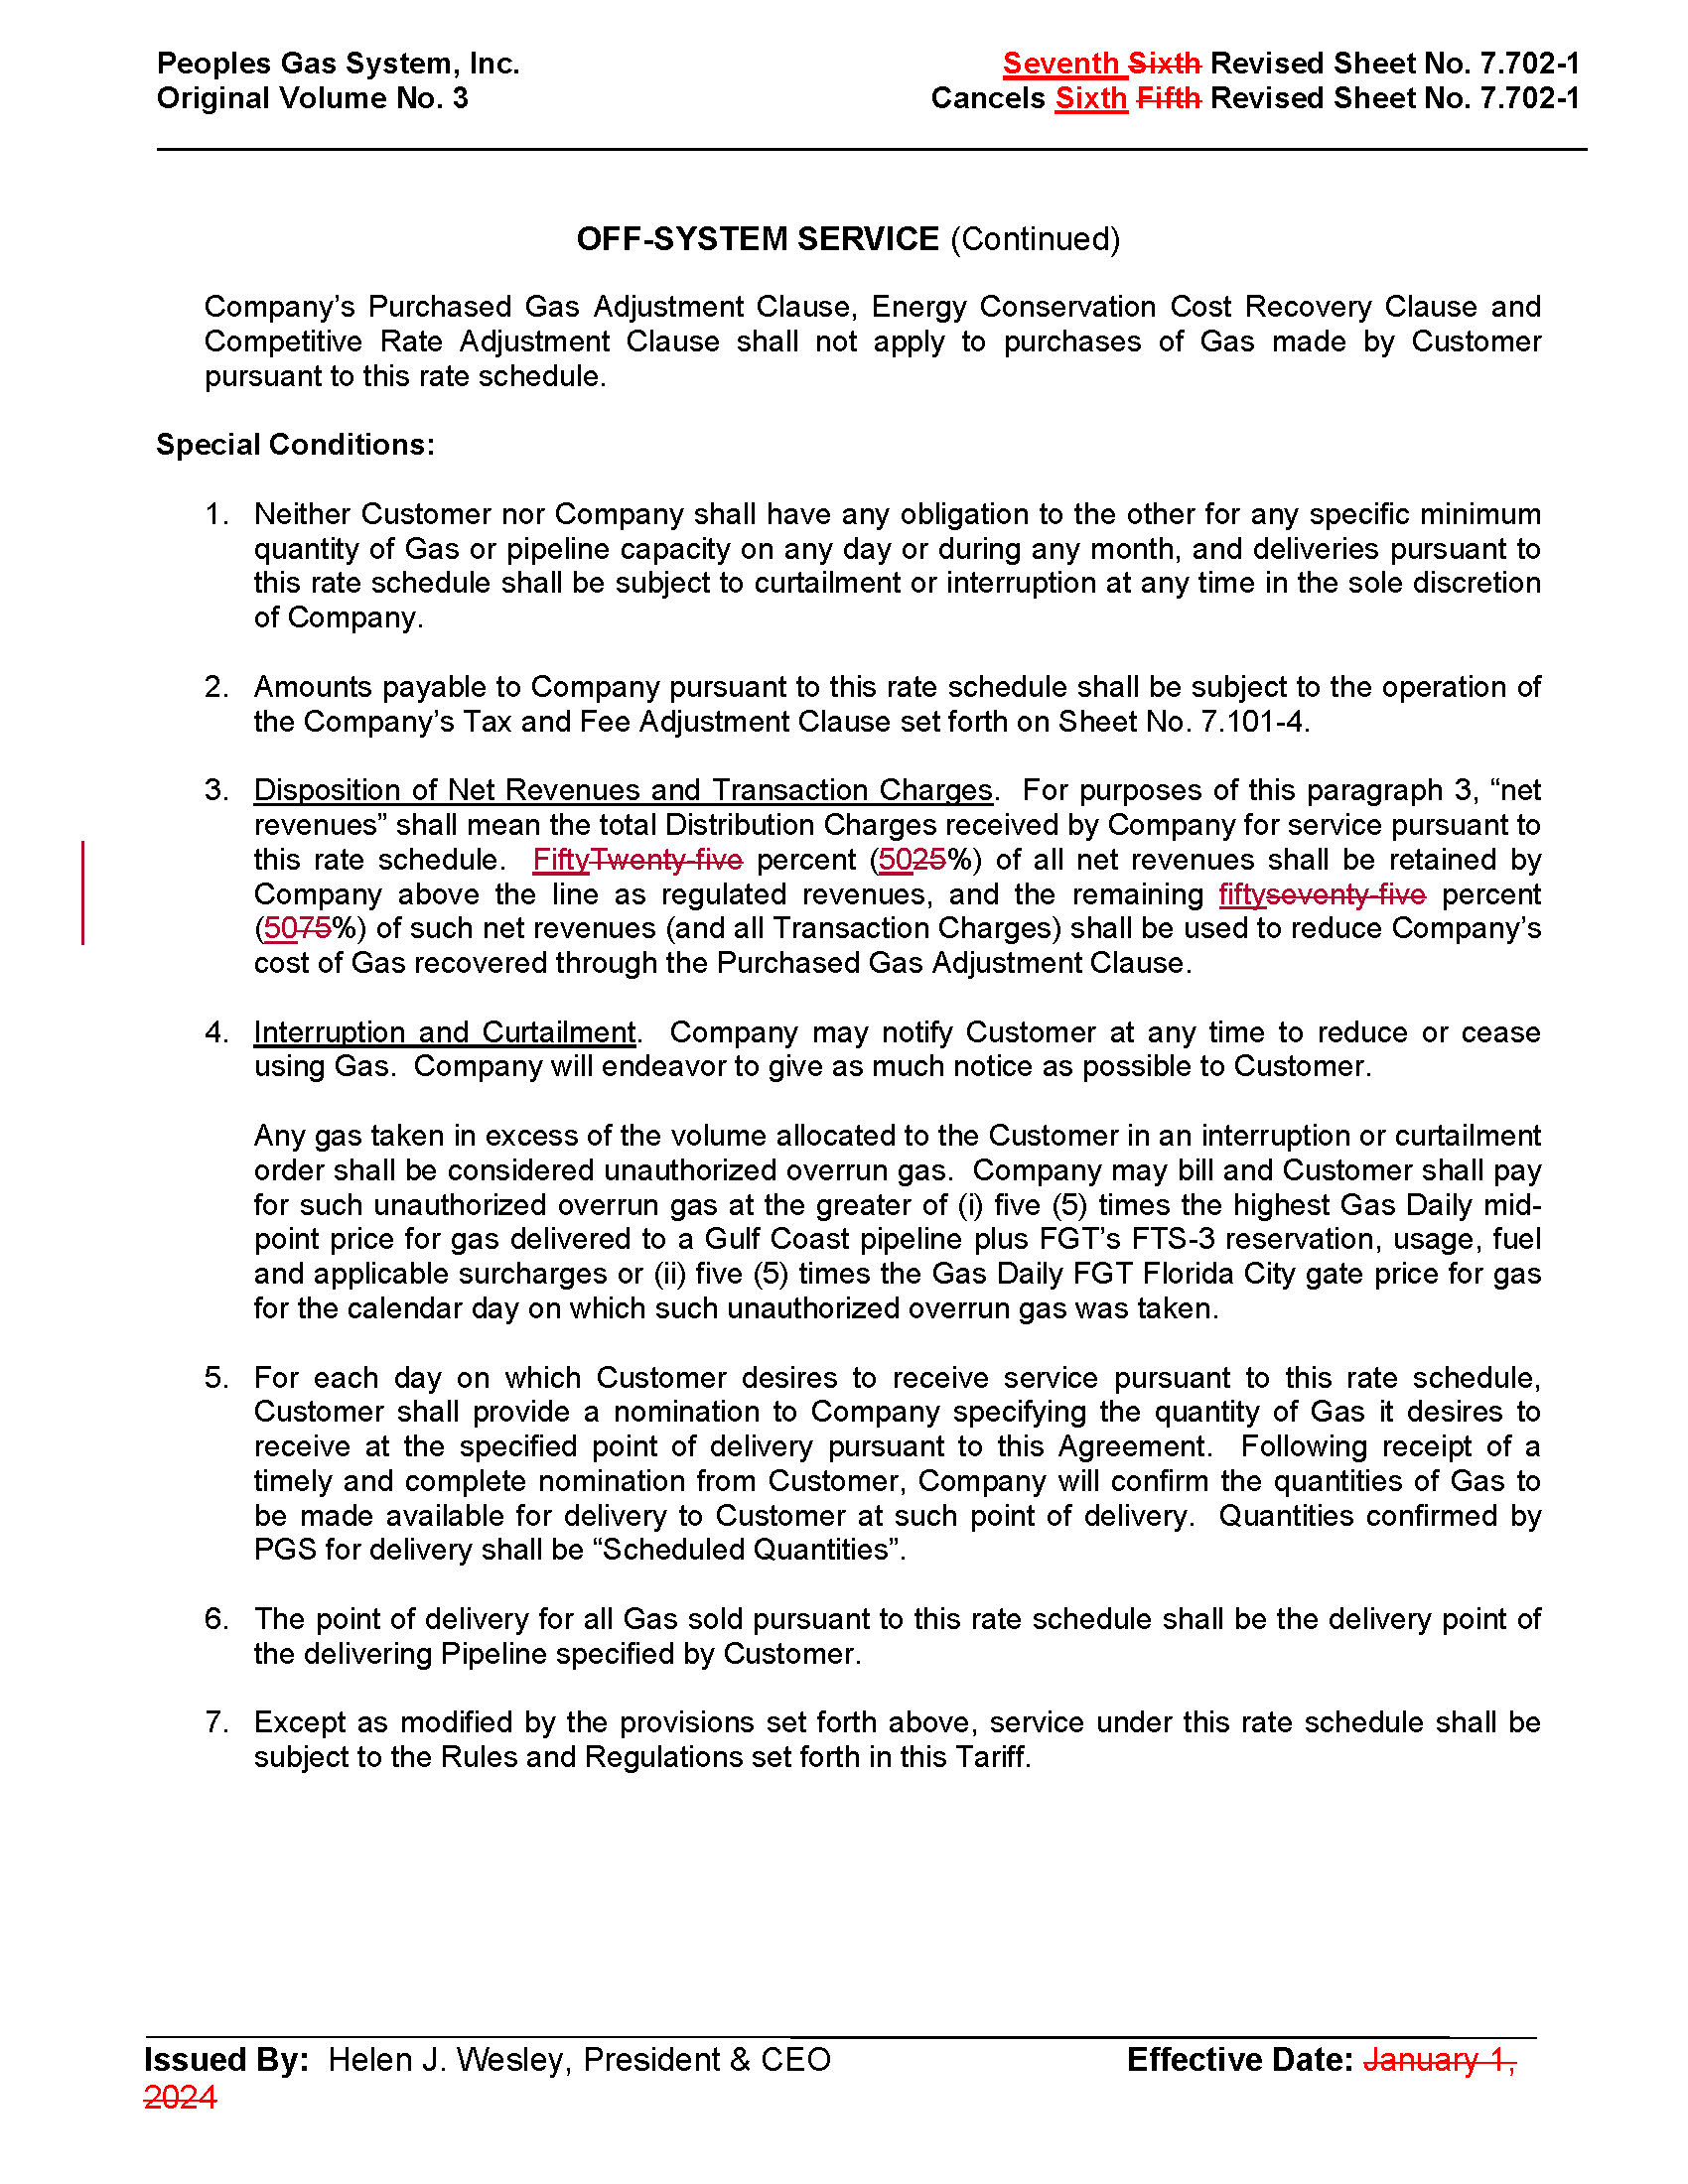 Peoples Gas System, Inc.
Original Volume No. 3
Seventh Sixth Revised Sheet No. 7.702-1
Cancels Sixth Fifth Revised Sheet No. 7.702-1
OFF-SYSTEM SERVICE (Continued)
Company’s Purchased Gas Adjustment Clause, Energy Conservation Cost Recovery Clause and
Competitive Rate Adjustment Clause shall not apply to purchases of Gas made by Customer
pursuant to this rate schedule.
Special Conditions:
1. Neither Customer nor Company shall have any obligation to the other for any specific minimum
quantity of Gas or pipeline capacity on any day or during any month, and deliveries pursuant to
this rate schedule shall be subject to curtailment or interruption at any time in the sole discretion
of Company.
2. Amounts payable to Company pursuant to this rate schedule shall be subject to the operation of
the Company’s Tax and Fee Adjustment Clause set forth on Sheet No. 7.101-4.
3. Disposition of Net Revenues and Transaction Charges. For purposes of this paragraph 3, “net
revenues” shall mean the total Distribution Charges received by Company for service pursuant to
this rate schedule. FiftyTwenty-five percent (5025%) of all net revenues shall be retained by
Company above the line as regulated revenues, and the remaining fiftyseventy-five percent
(5075%) of such net revenues (and all Transaction Charges) shall be used to reduce Company’s
cost of Gas recovered through the Purchased Gas Adjustment Clause.
4. Interruption and Curtailment. Company may notify Customer at any time to reduce or cease
using Gas. Company will endeavor to give as much notice as possible to Customer.
Any gas taken in excess of the volume allocated to the Customer in an interruption or curtailment
order shall be considered unauthorized overrun gas. Company may bill and Customer shall pay
for such unauthorized overrun gas at the greater of (i) five (5) times the highest Gas Daily mid-
point price for gas delivered to a Gulf Coast pipeline plus FGT’s FTS-3 reservation, usage, fuel
and applicable surcharges or (ii) five (5) times the Gas Daily FGT Florida City gate price for gas
for the calendar day on which such unauthorized overrun gas was taken.
5. For each day on which Customer desires to receive service pursuant to this rate schedule,
Customer shall provide a nomination to Company specifying the quantity of Gas it desires to
receive at the specified point of delivery pursuant to this Agreement. Following receipt of a
timely and complete nomination from Customer, Company will confirm the quantities of Gas to
be made available for delivery to Customer at such point of delivery. Quantities confirmed by
PGS for delivery shall be “Scheduled Quantities”.
6. The point of delivery for all Gas sold pursuant to this rate schedule shall be the delivery point of
the delivering Pipeline specified by Customer.
7. Except as modified by the provisions set forth above, service under this rate schedule shall be
subject to the Rules and Regulations set forth in this Tariff.
Issued By: Helen J. Wesley, President & CEO Effective Date: January 1,
2024